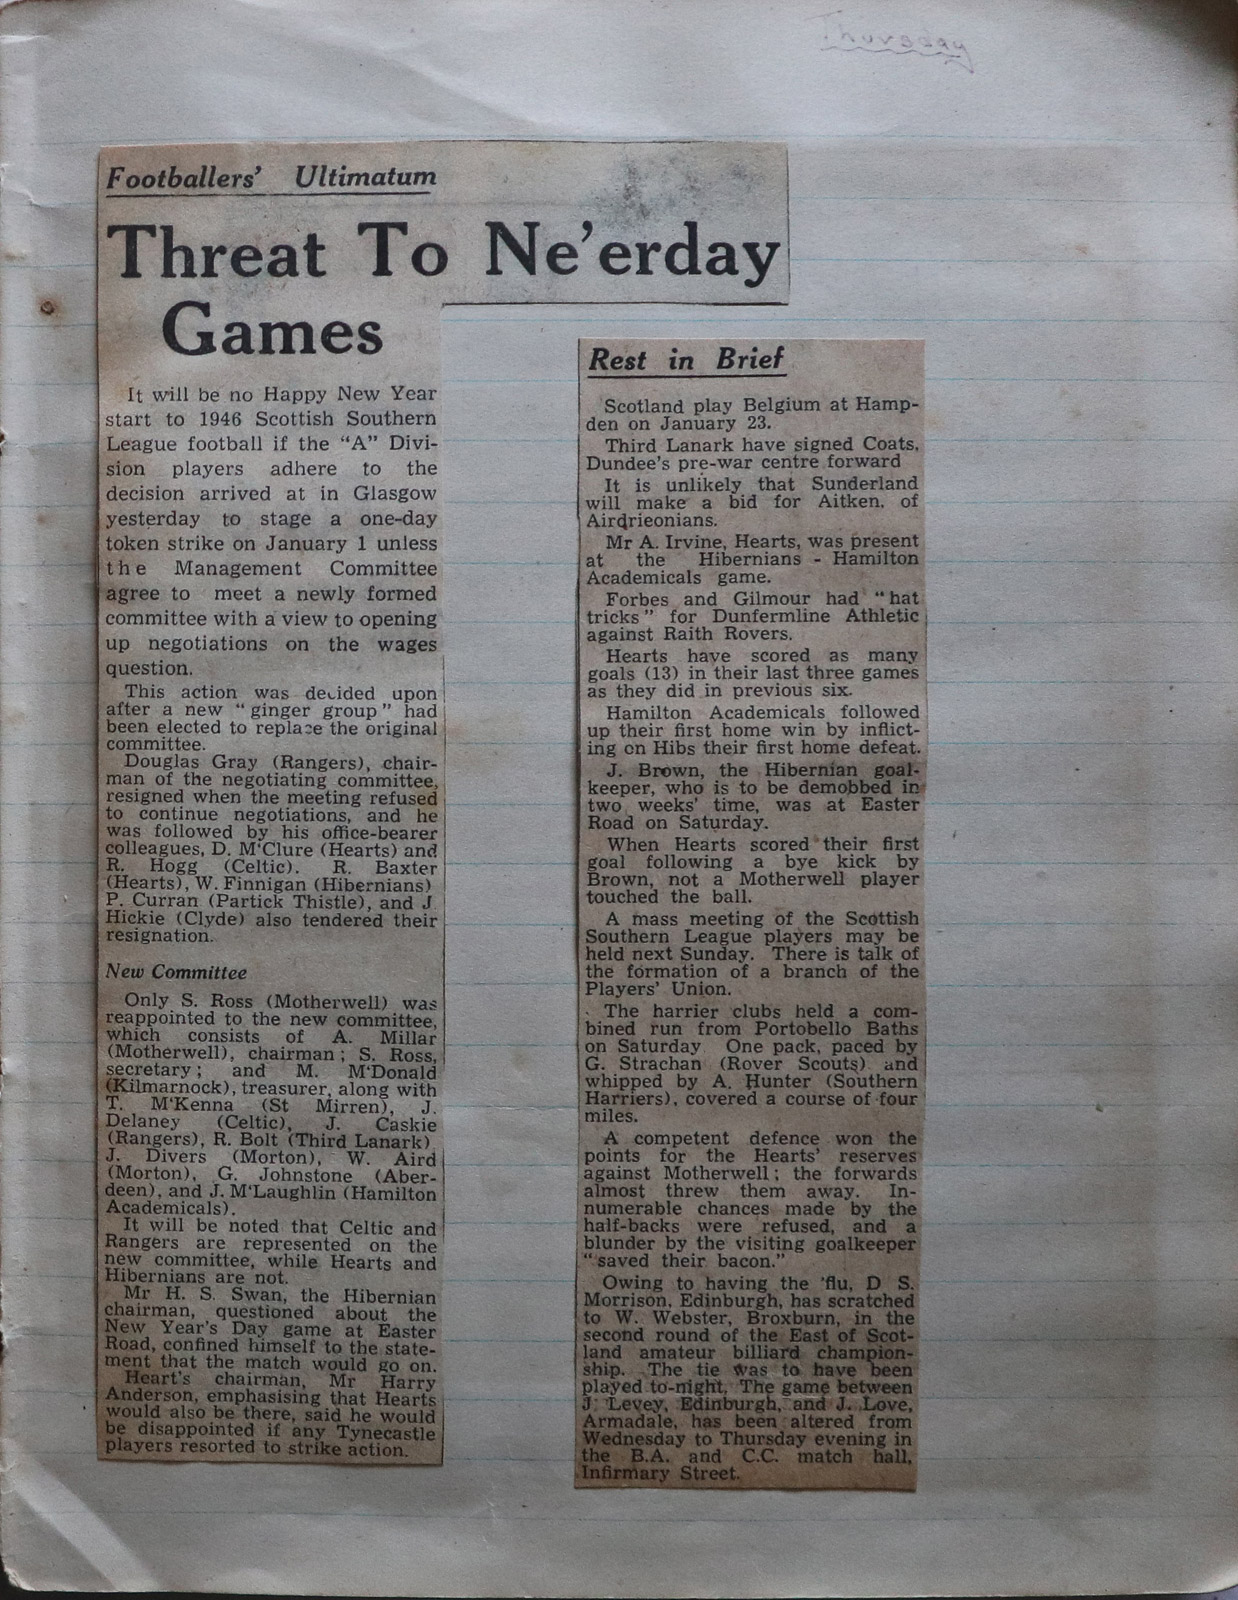 Thursday
Footballers' Ultimatum
Threat To Ne'erday
Games
It will be no Happy New Year
start to 1946 Scottish Southern
League football if the "A" Divi-
sion players adhere to the
decision arrived at in Glasgow
yesterday to stage a one-day
token strike on January 1 unless
the Management Committee
agree to meet a newly formed
committee with a view to opening
up negotiations on the wages
question.
This action was decided upon
after a new "ginger group" had
been elected to replace the original
committee.
Douglas Gray (Rangers), chair-
man of the negotiating committee,
resigned when the meeting refused
to continue negotiations, and he
was followed by his office-bearer
colleagues, D. M'Clure (Hearts) and
R. Hogg (Celtic). R. Baxter
(Hearts), W. Finnigan (Hibernians)
P. Curran (Partick Thistle), and J.
Hickie (Clyde) also tendered their
resignation.
New Committee
Only S. Ross (Motherwell) was
reappointed to the new committee,
which consists of A. Millar
(Motherwell), chairman; S. Ross,
secretary; and M. M'Donald
(Kilmarnock), treasurer, along with
T. M'Kenna (St Mirren), J.
Delaney (Celtic), J. Caskie
(Rangers), R. Bolt (Third Lanark)
J. Divers (Morton), W. Aird
(Morton), G. Johnstone (Aber-
deen), and J. M'Laughlin (Hamilton
Academicals).
It will be noted that Celtic and
Rangers are represented on the
new committee, while Hearts and
Hibernians are not.
Mr H. S. Swan, the Hibernian
chairman, questioned about the
New Year's Day game at Easter
Road, confined himself to the state-
ment that the match would go on.
Heart's chairman, Mr Harry
Anderson, emphasising that Hearts
would also be there, said he would
be disappointed if any Tynecastle
players resorted to strike action.
Rest in Brief
Scotland play Belgium at Hamp-
den on January 23.
Third Lanark have signed Coats,
Dundee's pre-war centre forward
It is unlikely that Sunderland
will make a bid for Aitken, of
Airdrieonians.
Mr A. Irvine, Hearts, was present
at the Hibernians - Hamilton
Academicals game.
Forbes and Gilmour had "hat
tricks" for Dunfermline Athletic
against Raith Rovers.
Hearts have scored as many
goals (13) in their last three games
as they did in previous six.
Hamilton Academicals followed
up their first home win by inflict-
ing on Hibs their first home defeat.
J. Brown, the Hibernian goal-
keeper, who is to be demobbed in
two weeks' time, was at Easter
Road on Saturday.
When Hearts scored their first
goal following a bye kick by
Brown, not a Motherwell player
touched the ball.
A mass meeting of the Scottish
Southern League players may be
held next Sunday. There is talk of
the formation of a branch of the
Players' Union.
The harrier clubs held a com-
bined run from Portobello Baths
on Saturday One pack, paced by
G. Strachan (Rover Scouts) and
whipped by A. Hunter (Southern
Harriers), covered a course of four
miles.
A competent defence won the
points for the Hearts' reserves
against Motherwell; the forwards
almost threw them away. In-
numerable chances made by the
half-backs were refused, and a
blunder by the visiting goalkeeper
"saved their bacon."
Owing to having the 'flu, D S.
Morrison, Edinburgh, has scratched
to W. Webster, Broxburn, in the
second round of the East of Scot-
land amateur billiard champion-
ship. The tie was to have been
played to-night. The game between
J. Levey, Edinburgh, and J. Love,
Armadale, has been altered from
Wednesday to Thursday evening in
the B.A. and C.C. match hall,
Infirmary Street.